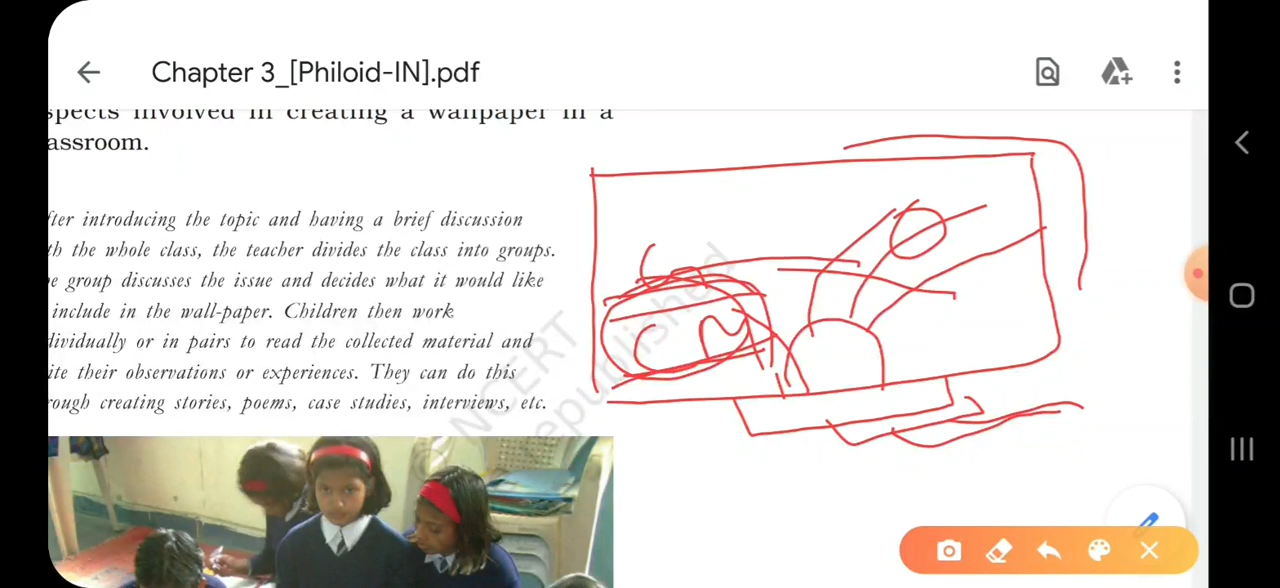 Chapter 3_[Philoid-IN].pdf
spects involved in creating a wallpaper in a
assroom.
fter introducing the topic and having a brief discussion
th the whole class, the teacher divides the class into groups.
e group discusses the issue and decides what it would like
include in the wall-paper. Children then work
dividually or in pairs to read the collected material and
ite their observations or experiences. They can do this
rough creating stories, poems, case studies, interviews, etc.
© NCERT
republished